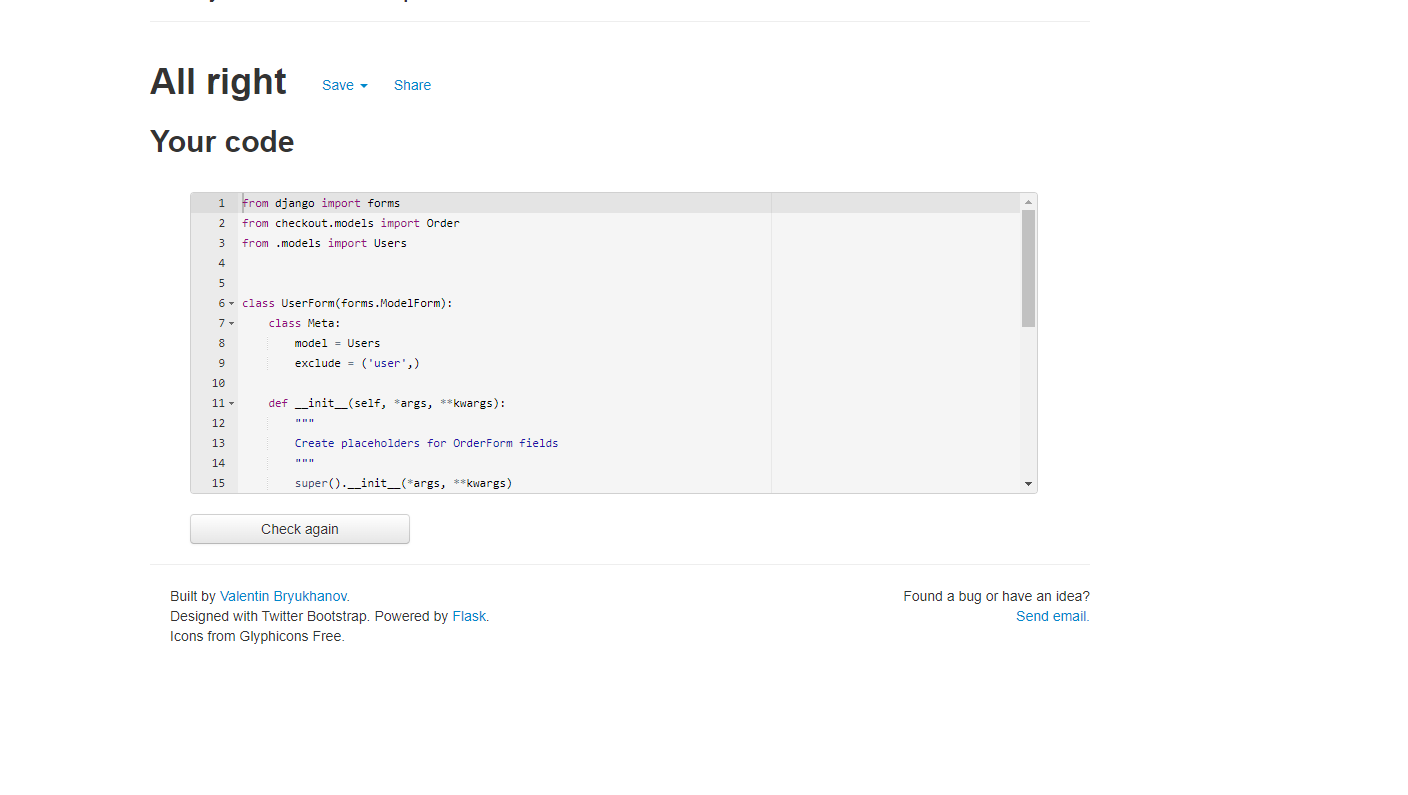 All right Save Share
Your code
1 from django import forms
2 from checkout.models import Order
3 from .models import Users
4
5
6 class UserForm(forms.ModelForm):
7     class Meta:
8         model = Users
9         exclude = ('user',)
10
11     def __init__(self, *args, **kwargs):
12         """
13         Create placeholders for OrderForm fields
14         """
15         super().__init__(*args, **kwargs)
Check again
Built by Valentin Bryukhanov.
Designed with Twitter Bootstrap. Powered by Flask.
Icons from Glyphicons Free.
Found a bug or have an idea?
Send email.